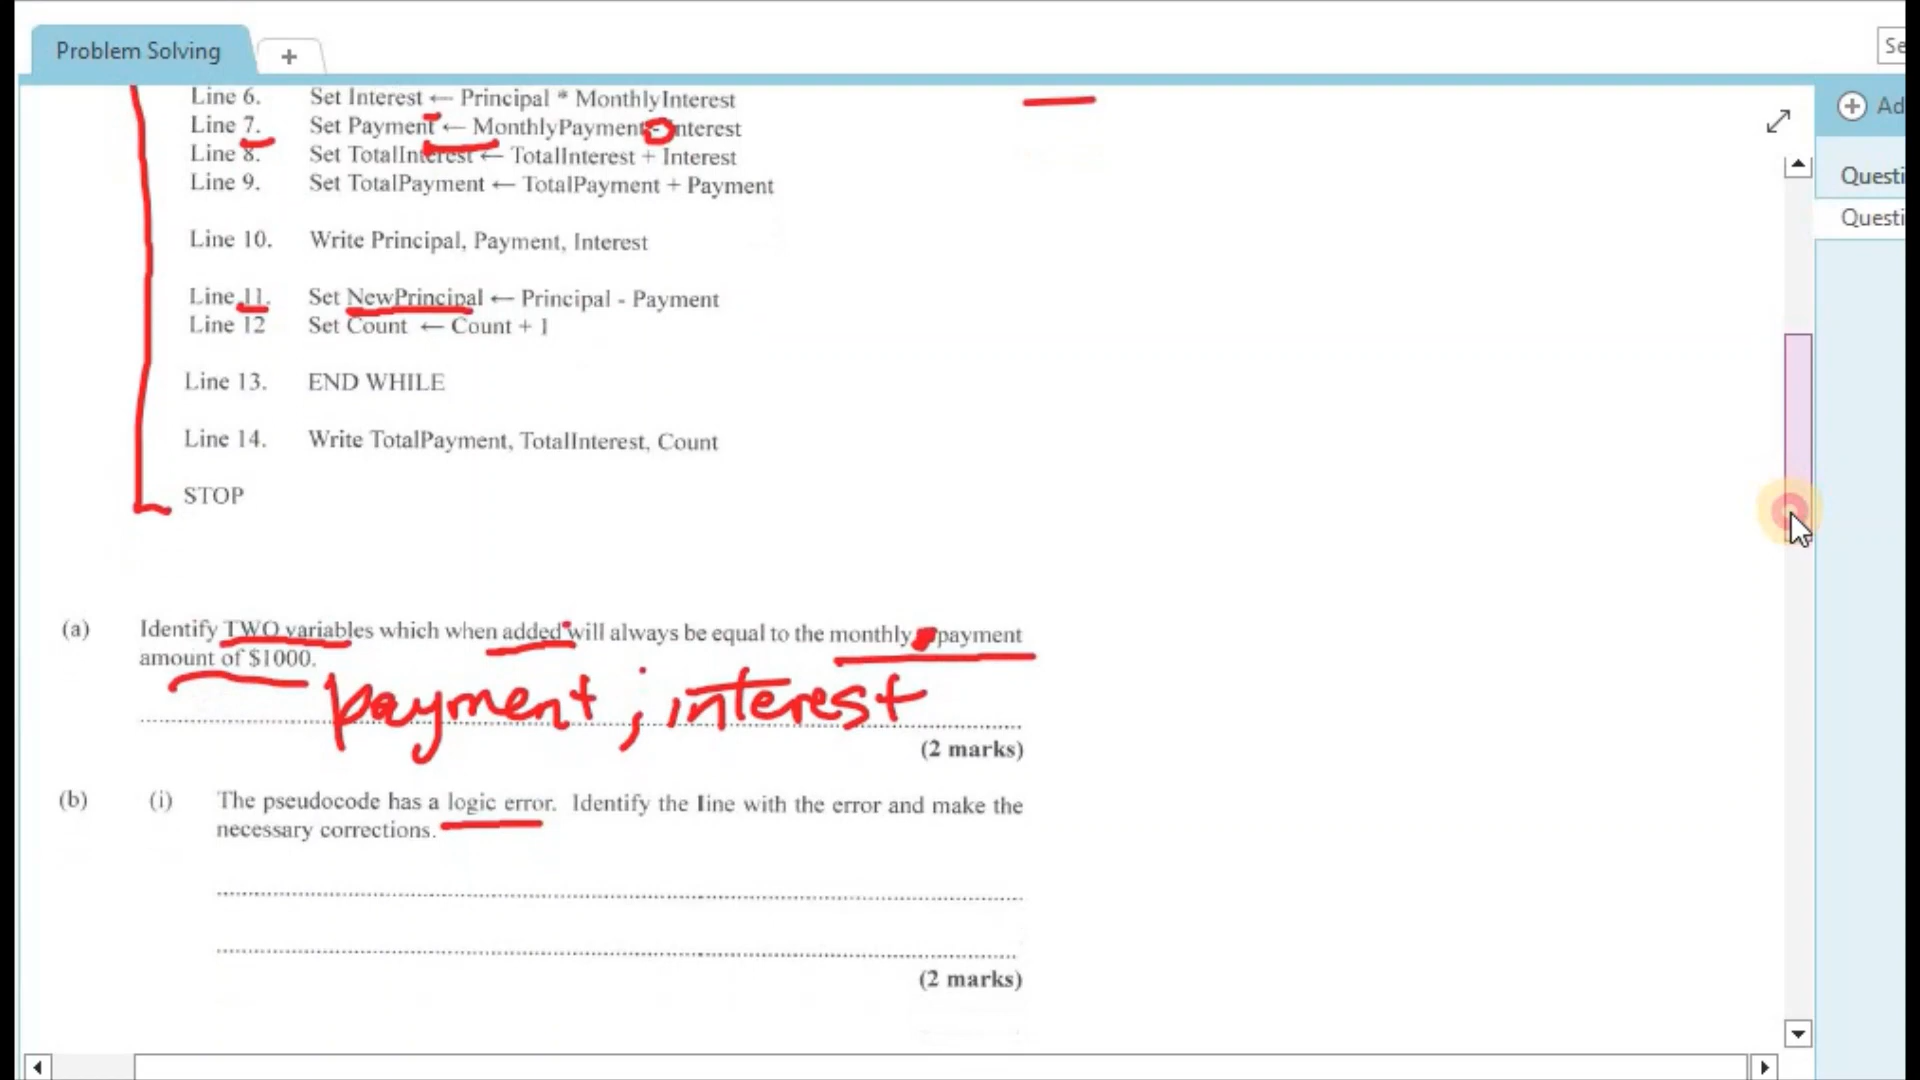 Problem Solving
+
Se
Line 6. Set Interest ← Principal * MonthlyInterest
Ad
Line 7. Set Payment ← MonthlyPayment - Interest
Line 8. Set TotalInterest ← TotalInterest + Interest
Questi
Line 9. Set TotalPayment ← TotalPayment + Payment
Questi
Line 10. Write Principal, Payment, Interest
Line 11. Set NewPrincipal ← Principal - Payment
Line 12 Set Count ← Count + 1
Line 13. END WHILE
Line 14. Write TotalPayment, TotalInterest, Count
STOP
(a) Identify TWO variables which when added will always be equal to the monthly payment
amount of $1000.
payment ; interest
(2 marks)
(b) (i) The pseudocode has a logic error. Identify the line with the error and make the
necessary corrections.
(2 marks)